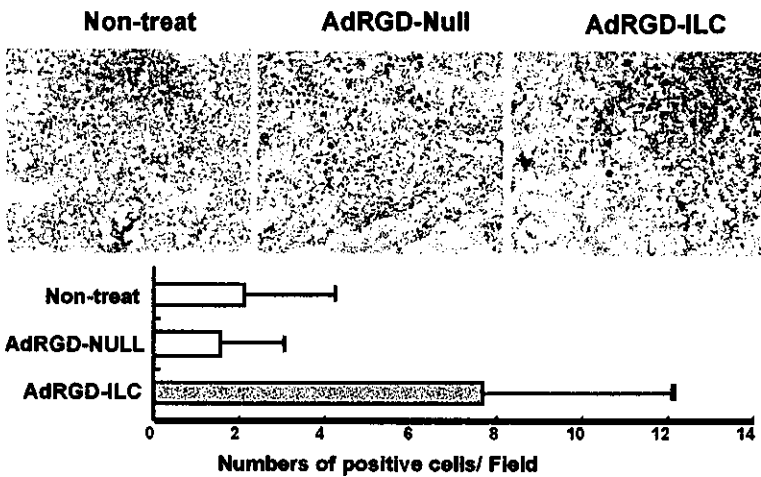 Non-treat AdRGD-Null AdRGD-ILC
Non-treat
AdRGD-NULL
AdRGD-ILC
0 2 4 6 8 10 12 14
Numbers of positive cells/ Field